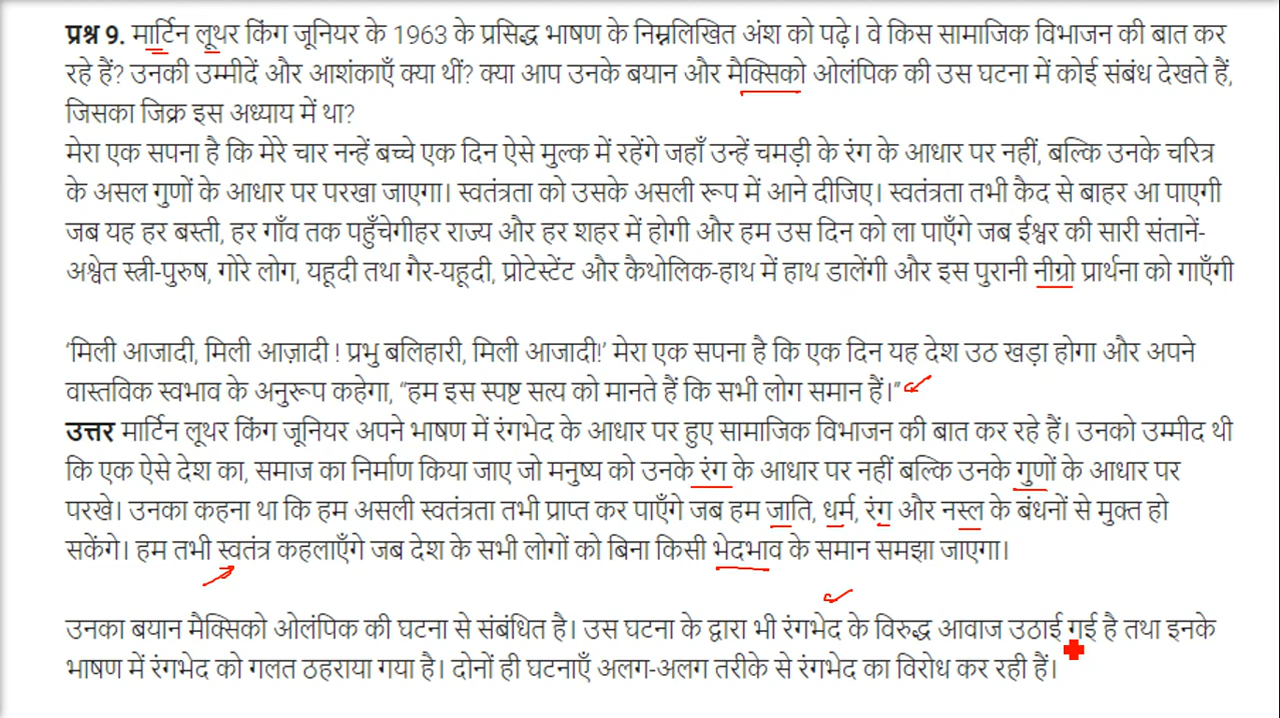 प्रश्न 9. मार्टिन लूथर किंग जूनियर के 1963 के प्रसिद्ध भाषण के निम्नलिखित अंश को पढ़े। वे किस सामाजिक विभाजन की बात कर
रहे हैं? उनकी उम्मीदें और आशंकाएँ क्या थीं? क्या आप उनके बयान और मैक्सिको ओलंपिक की उस घटना में कोई संबंध देखते हैं,
जिसका जिक्र इस अध्याय में था?
मेरा एक सपना है कि मेरे चार नन्हें बच्चे एक दिन ऐसे मुल्क में रहेंगे जहाँ उन्हें चमड़ी के रंग के आधार पर नहीं, बल्कि उनके चरित्र
के असल गुणों के आधार पर परखा जाएगा। स्वतंत्रता को उसके असली रूप में आने दीजिए। स्वतंत्रता तभी कैद से बाहर आ पाएगी
जब यह हर बस्ती, हर गाँव तक पहुँचेगीहर राज्य और हर शहर में होगी और हम उस दिन को ला पाएँगे जब ईश्वर की सारी संतानें-
अश्वेत स्त्री-पुरुष, गोरे लोग, यहूदी तथा गैर-यहूदी, प्रोटेस्टेंट और कैथोलिक-हाथ में हाथ डालेंगी और इस पुरानी नीग्रो प्रार्थना को गाएँगी
‘मिली आजादी, मिली आज़ादी ! प्रभु बलिहारी, मिली आजादी!’ मेरा एक सपना है कि एक दिन यह देश उठ खड़ा होगा और अपने
वास्तविक स्वभाव के अनुरूप कहेगा, “हम इस स्पष्ट सत्य को मानते हैं कि सभी लोग समान हैं।”
उत्तर मार्टिन लूथर किंग जूनियर अपने भाषण में रंगभेद के आधार पर हुए सामाजिक विभाजन की बात कर रहे हैं। उनको उम्मीद थी
कि एक ऐसे देश का, समाज का निर्माण किया जाए जो मनुष्य को उनके रंग के आधार पर नहीं बल्कि उनके गुणों के आधार पर
परखे। उनका कहना था कि हम असली स्वतंत्रता तभी प्राप्त कर पाएँगे जब हम जाति, धर्म, रंग और नस्ल के बंधनों से मुक्त हो
सकेंगे। हम तभी स्वतंत्र कहलाएँगे जब देश के सभी लोगों को बिना किसी भेदभाव के समान समझा जाएगा।
उनका बयान मैक्सिको ओलंपिक की घटना से संबंधित है। उस घटना के द्वारा भी रंगभेद के विरुद्ध आवाज उठाई गई है तथा इनके
भाषण में रंगभेद को गलत ठहराया गया है। दोनों ही घटनाएँ अलग-अलग तरीके से रंगभेद का विरोध कर रही हैं।